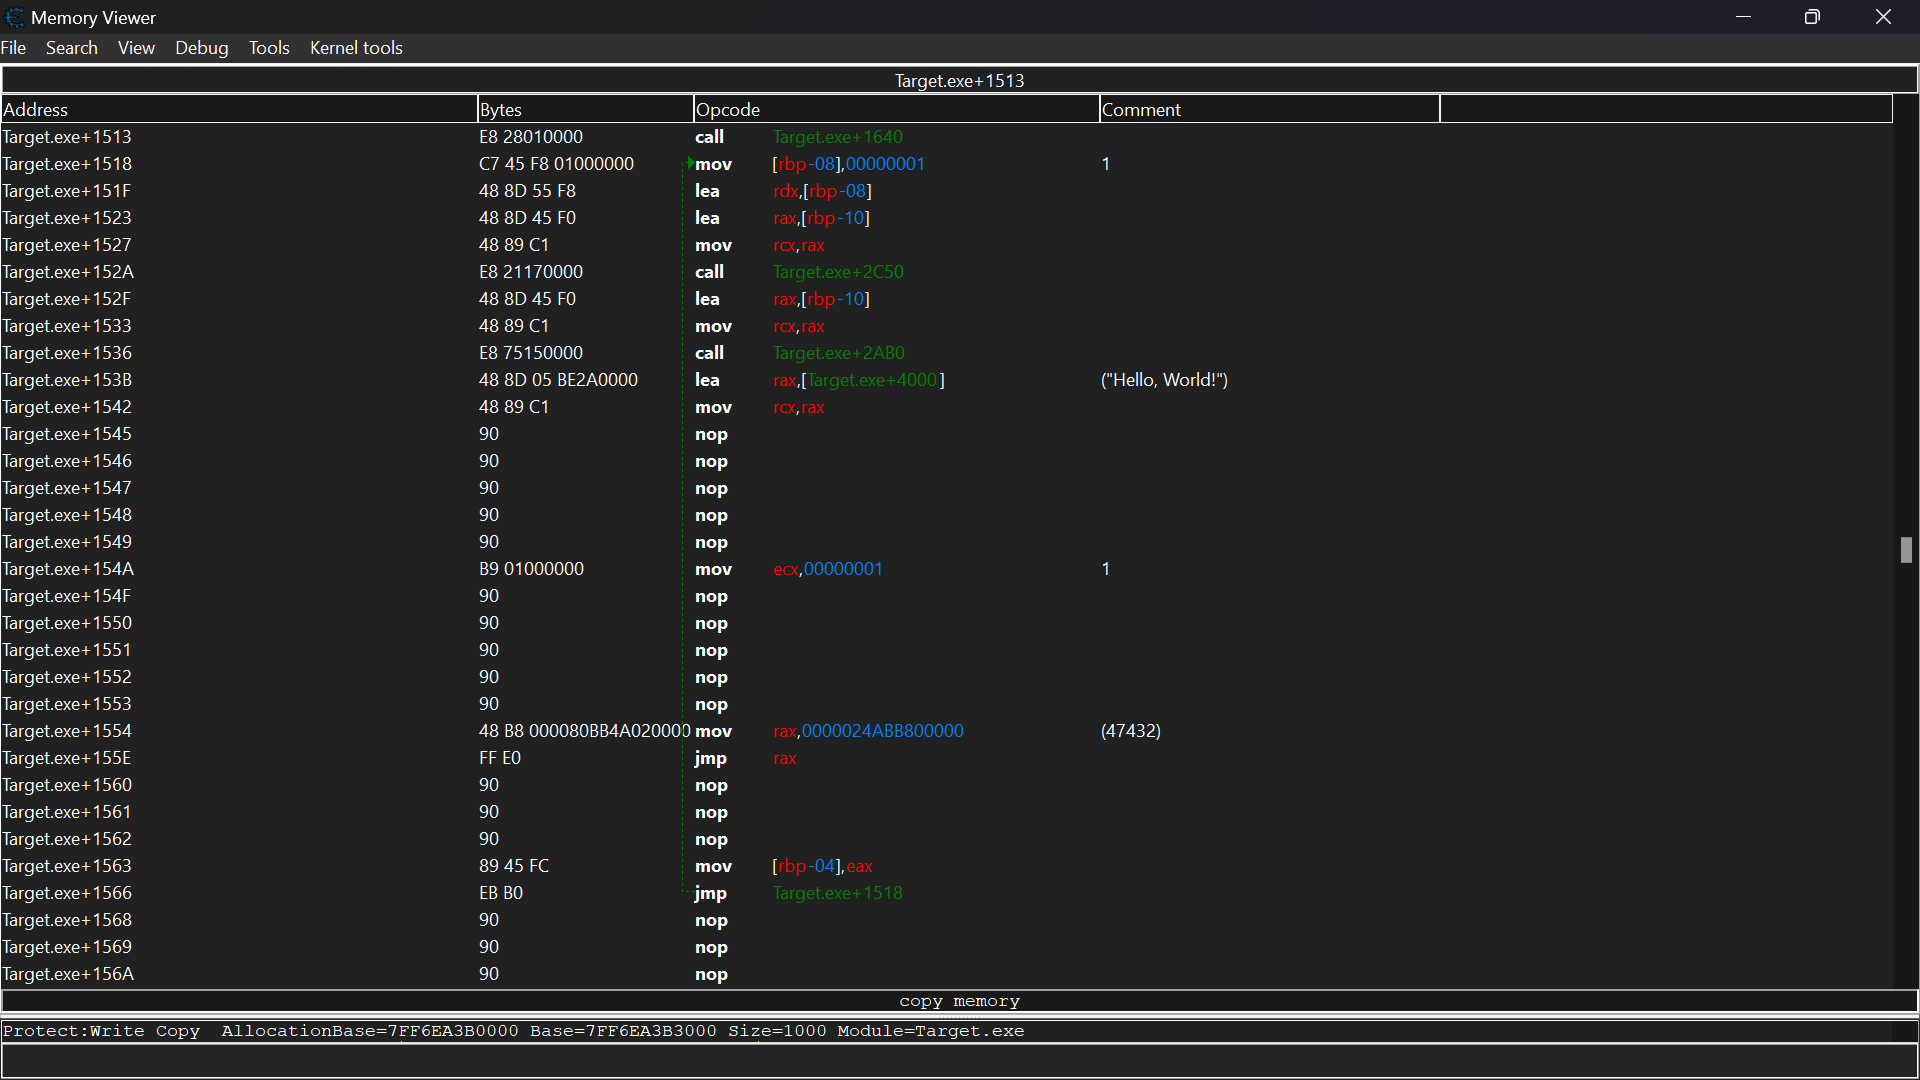 Memory Viewer
File Search View Debug Tools Kernel tools
Target.exe+1513
Address Bytes Opcode Comment
Target.exe+1513 E8 28010000 call Target.exe+1640
Target.exe+1518 C7 45 F8 01000000 mov [rbp-08],00000001 1
Target.exe+151F 48 8D 55 F8 lea rdx,[rbp-08]
Target.exe+1523 48 8D 45 F0 lea rax,[rbp-10]
Target.exe+1527 48 89 C1 mov rcx,rax
Target.exe+152A E8 21170000 call Target.exe+2C50
Target.exe+152F 48 8D 45 F0 lea rax,[rbp-10]
Target.exe+1533 48 89 C1 mov rcx,rax
Target.exe+1536 E8 75150000 call Target.exe+2AB0
Target.exe+153B 48 8D 05 BE2A0000 lea rax,[Target.exe+4000] ("Hello, World!")
Target.exe+1542 48 89 C1 mov rcx,rax
Target.exe+1545 90 nop
Target.exe+1546 90 nop
Target.exe+1547 90 nop
Target.exe+1548 90 nop
Target.exe+1549 90 nop
Target.exe+154A B9 01000000 mov ecx,00000001 1
Target.exe+154F 90 nop
Target.exe+1550 90 nop
Target.exe+1551 90 nop
Target.exe+1552 90 nop
Target.exe+1553 90 nop
Target.exe+1554 48 B8 000080BB4A020000 mov rax,0000024ABB800000 (47432)
Target.exe+155E FF E0 jmp rax
Target.exe+1560 90 nop
Target.exe+1561 90 nop
Target.exe+1562 90 nop
Target.exe+1563 89 45 FC mov [rbp-04],eax
Target.exe+1566 EB B0 jmp Target.exe+1518
Target.exe+1568 90 nop
Target.exe+1569 90 nop
Target.exe+156A 90 nop
copy memory
Protect:Write Copy AllocationBase=7FF6EA3B0000 Base=7FF6EA3B3000 Size=1000 Module=Target.exe